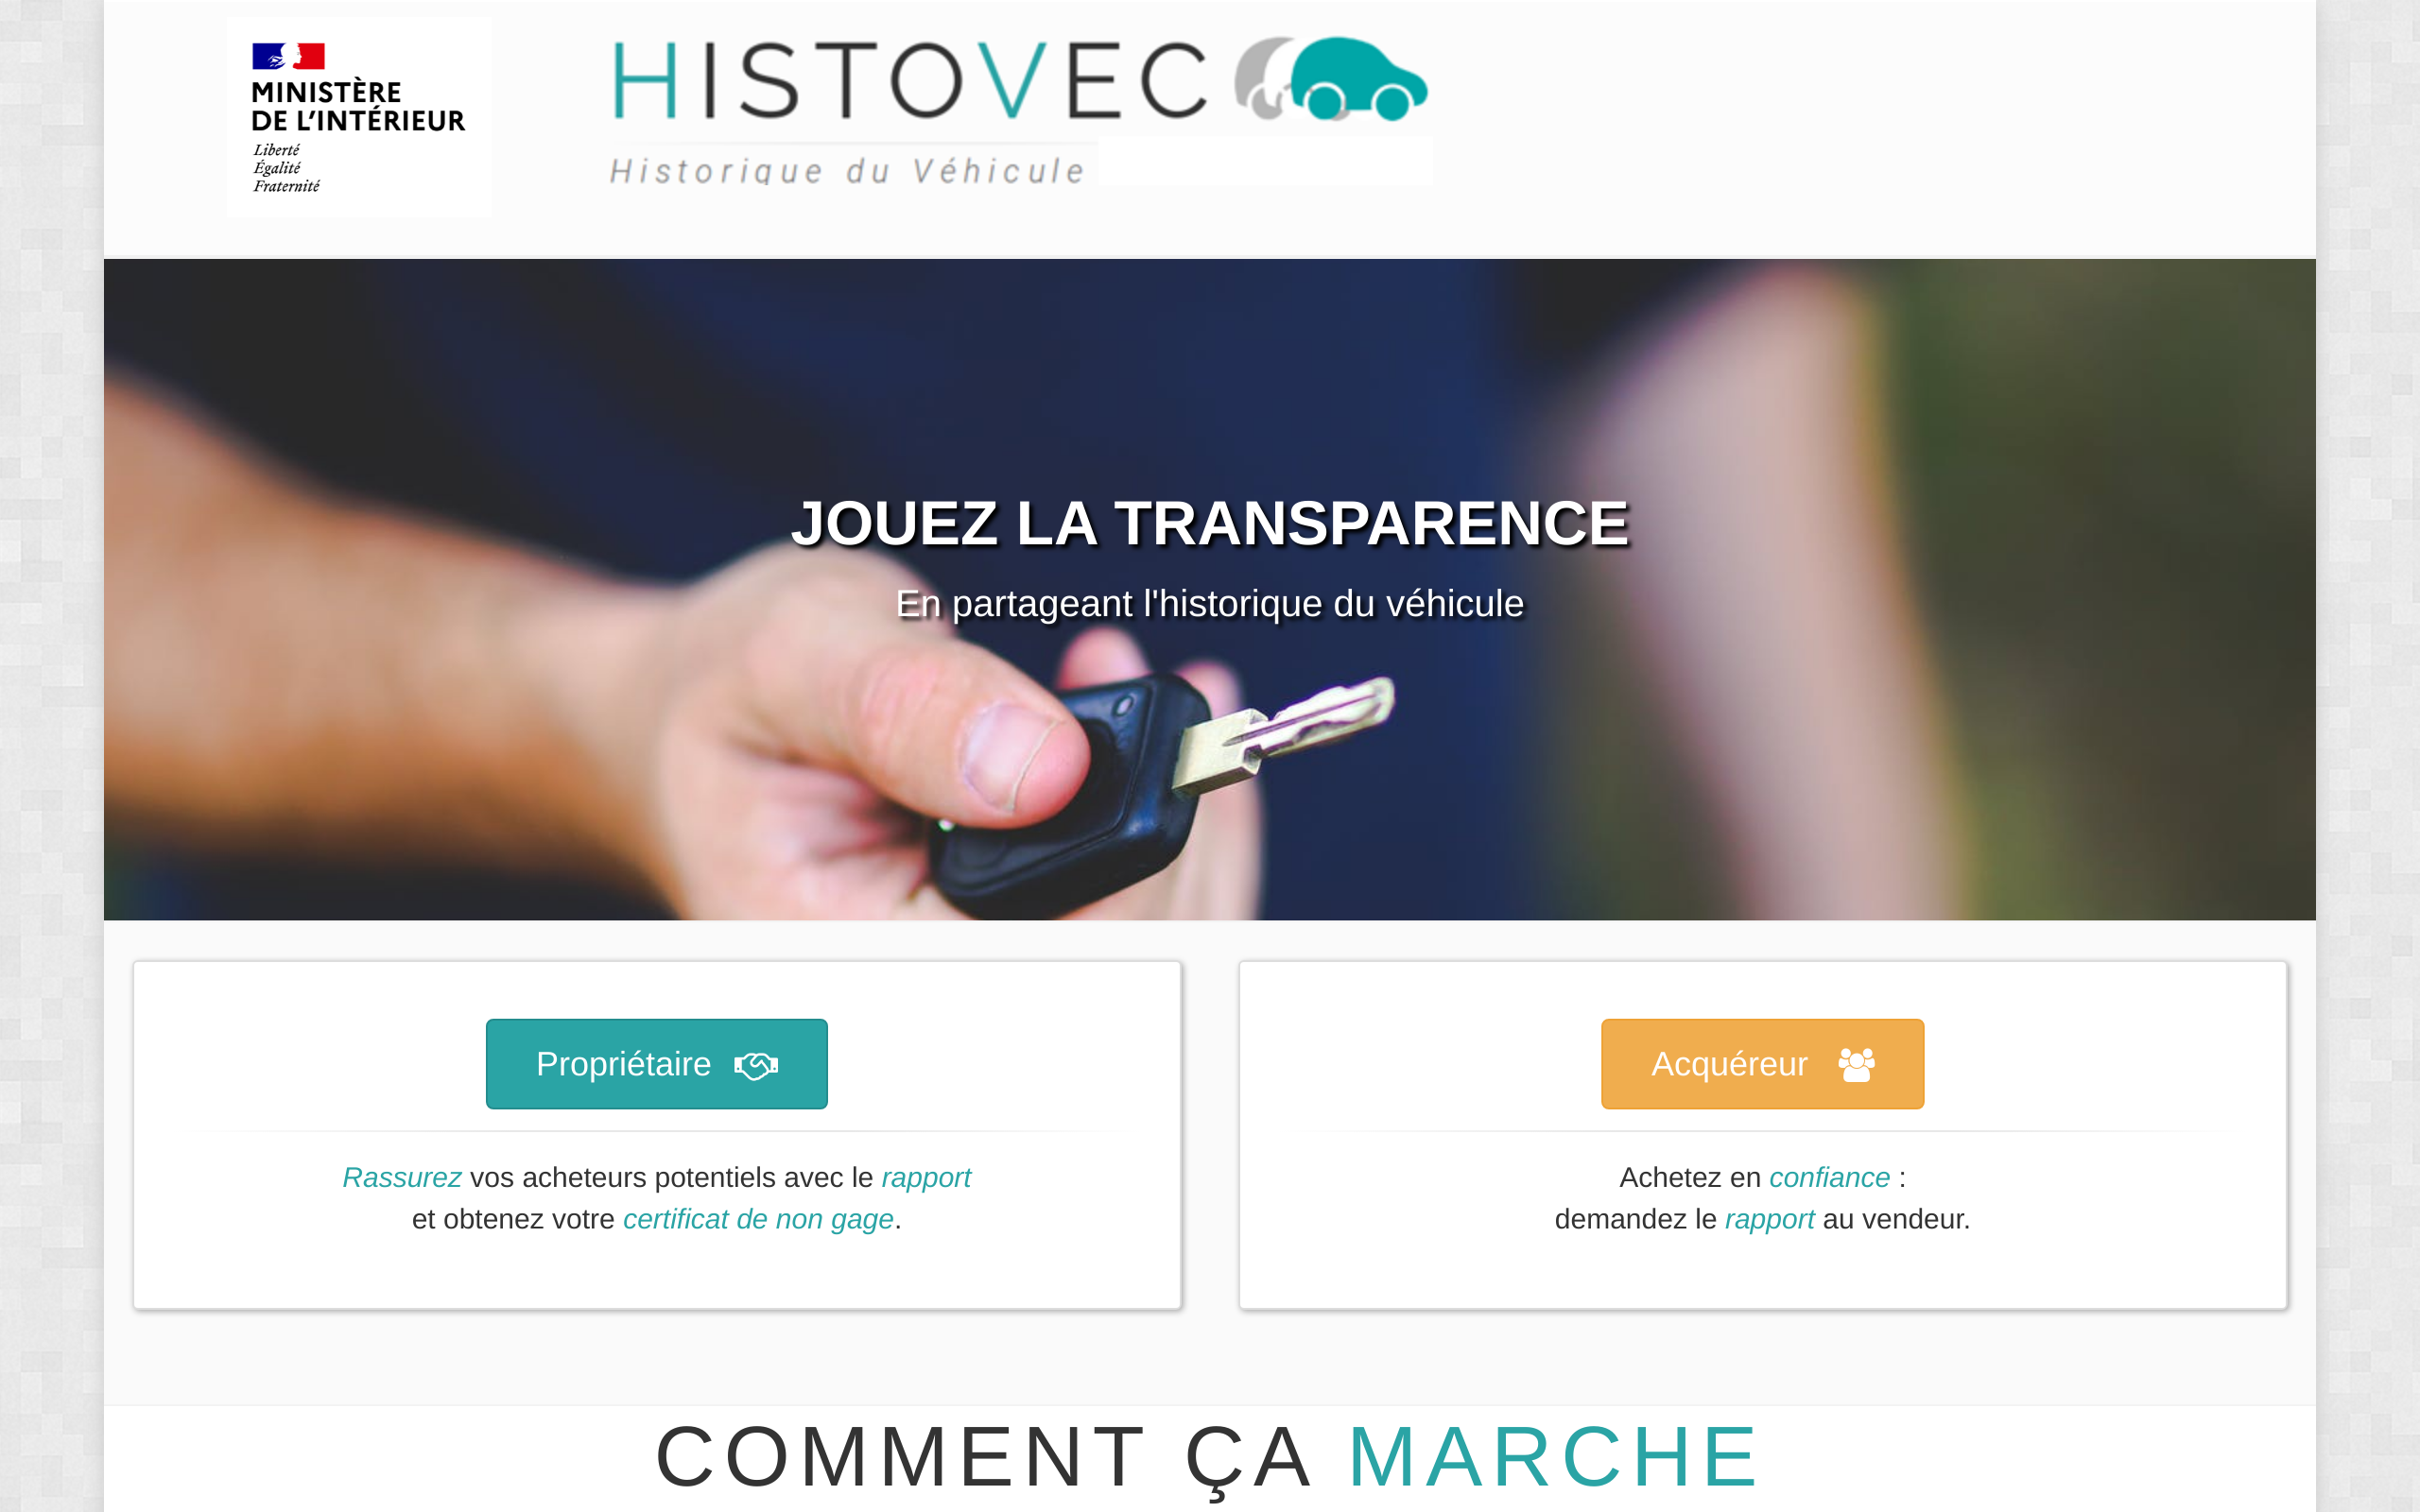 MINISTÈRE
DE L'INTÉRIEUR
Liberté
Égalité
Fraternité
HISTOVEC
Historique du Véhicule
JOUEZ LA TRANSPARENCE
En partageant l'historique du véhicule
Propriétaire
Rassurez vos acheteurs potentiels avec le rapport
et obtenez votre certificat de non gage.
Acquéreur
Achetez en confiance :
demandez le rapport au vendeur.
COMMENT ÇA MARCHE